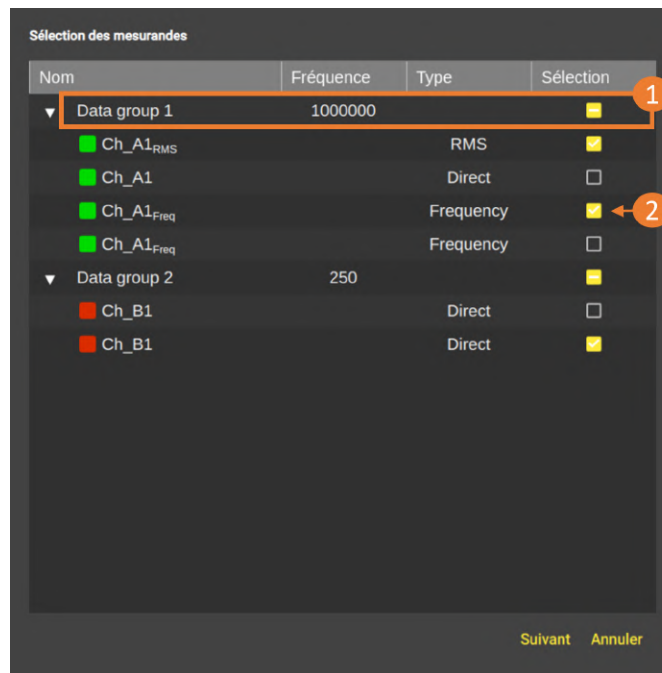 Sélection des mesurandes
Nom Fréquence Type Sélection
1
Data group 1 1000000
Ch_A1RMS RMS
Ch_A1 Direct
Ch_A1Freq Frequency
2
Ch_A1Freq Frequency
Data group 2 250
Ch_B1 Direct
Ch_B1 Direct
Suivant Annuler